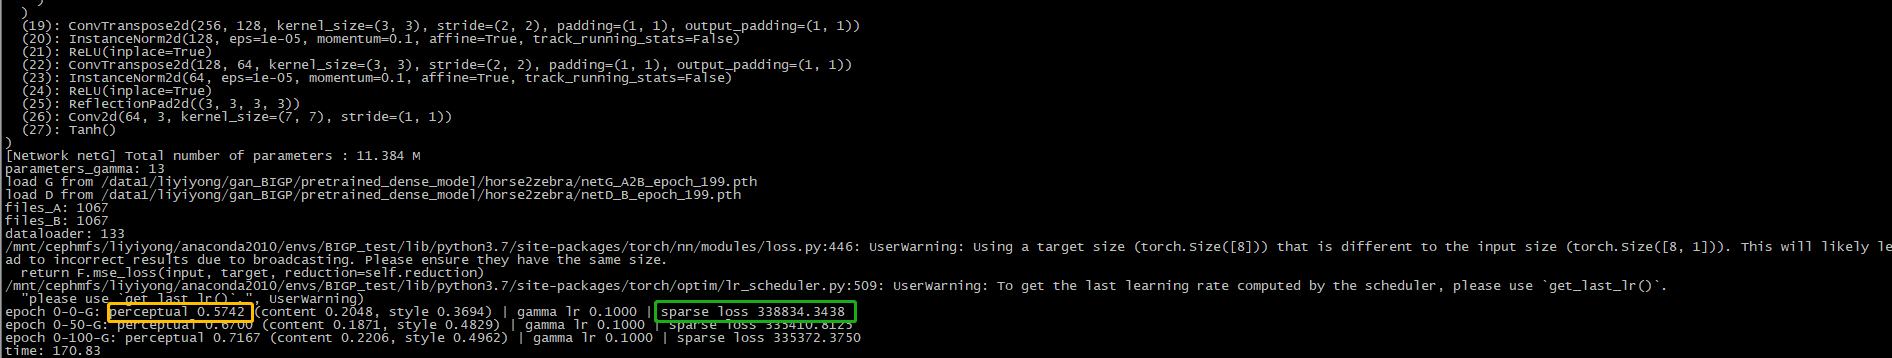 )
)
(19): ConvTranspose2d(256, 128, kernel_size=(3, 3), stride=(2, 2), padding=(1, 1), output_padding=(1, 1))
(20): InstanceNorm2d(128, eps=1e-05, momentum=0.1, affine=True, track_running_stats=False)
(21): ReLU(inplace=True)
(22): ConvTranspose2d(128, 64, kernel_size=(3, 3), stride=(2, 2), padding=(1, 1), output_padding=(1, 1))
(23): InstanceNorm2d(64, eps=1e-05, momentum=0.1, affine=True, track_running_stats=False)
(24): ReLU(inplace=True)
(25): ReflectionPad2d((3, 3, 3, 3))
(26): Conv2d(64, 3, kernel_size=(7, 7), stride=(1, 1))
(27): Tanh()
)
[Network netG] Total number of parameters : 11.384 M
parameters_gamma: 13
load G from /data1/liyiyong/gan_BIGP/pretrained_dense_model/horse2zebra/netG_A2B_epoch_199.pth
load D from /data1/liyiyong/gan_BIGP/pretrained_dense_model/horse2zebra/netD_B_epoch_199.pth
files_A: 1067
files_B: 1067
dataloader: 133
/mnt/cephmfs/liyiyong/anaconda2010/envs/BIGP_test/lib/python3.7/site-packages/torch/nn/modules/loss.py:446: UserWarning: Using a target size (torch.Size([8])) that is different to the input size (torch.Size([8, 1])). This will likely le
ad to incorrect results due to broadcasting. Please ensure they have the same size.
return F.mse_loss(input, target, reduction=self.reduction)
/mnt/cephmfs/liyiyong/anaconda2010/envs/BIGP_test/lib/python3.7/site-packages/torch/optim/lr_scheduler.py:509: UserWarning: To get the last learning rate computed by the scheduler, please use `get_last_lr()`.
"please use `get_last_lr()`.", UserWarning)
epoch 0-0-G: perceptual 0.5742 (content 0.2048, style 0.3694) | gamma lr 0.1000 | sparse loss 338834.3438
epoch 0-50-G: perceptual 0.6700 (content 0.1871, style 0.4829) | gamma lr 0.1000 | sparse loss 335410.8125
epoch 0-100-G: perceptual 0.7167 (content 0.2206, style 0.4962) | gamma lr 0.1000 | sparse loss 335372.3750
time: 170.83